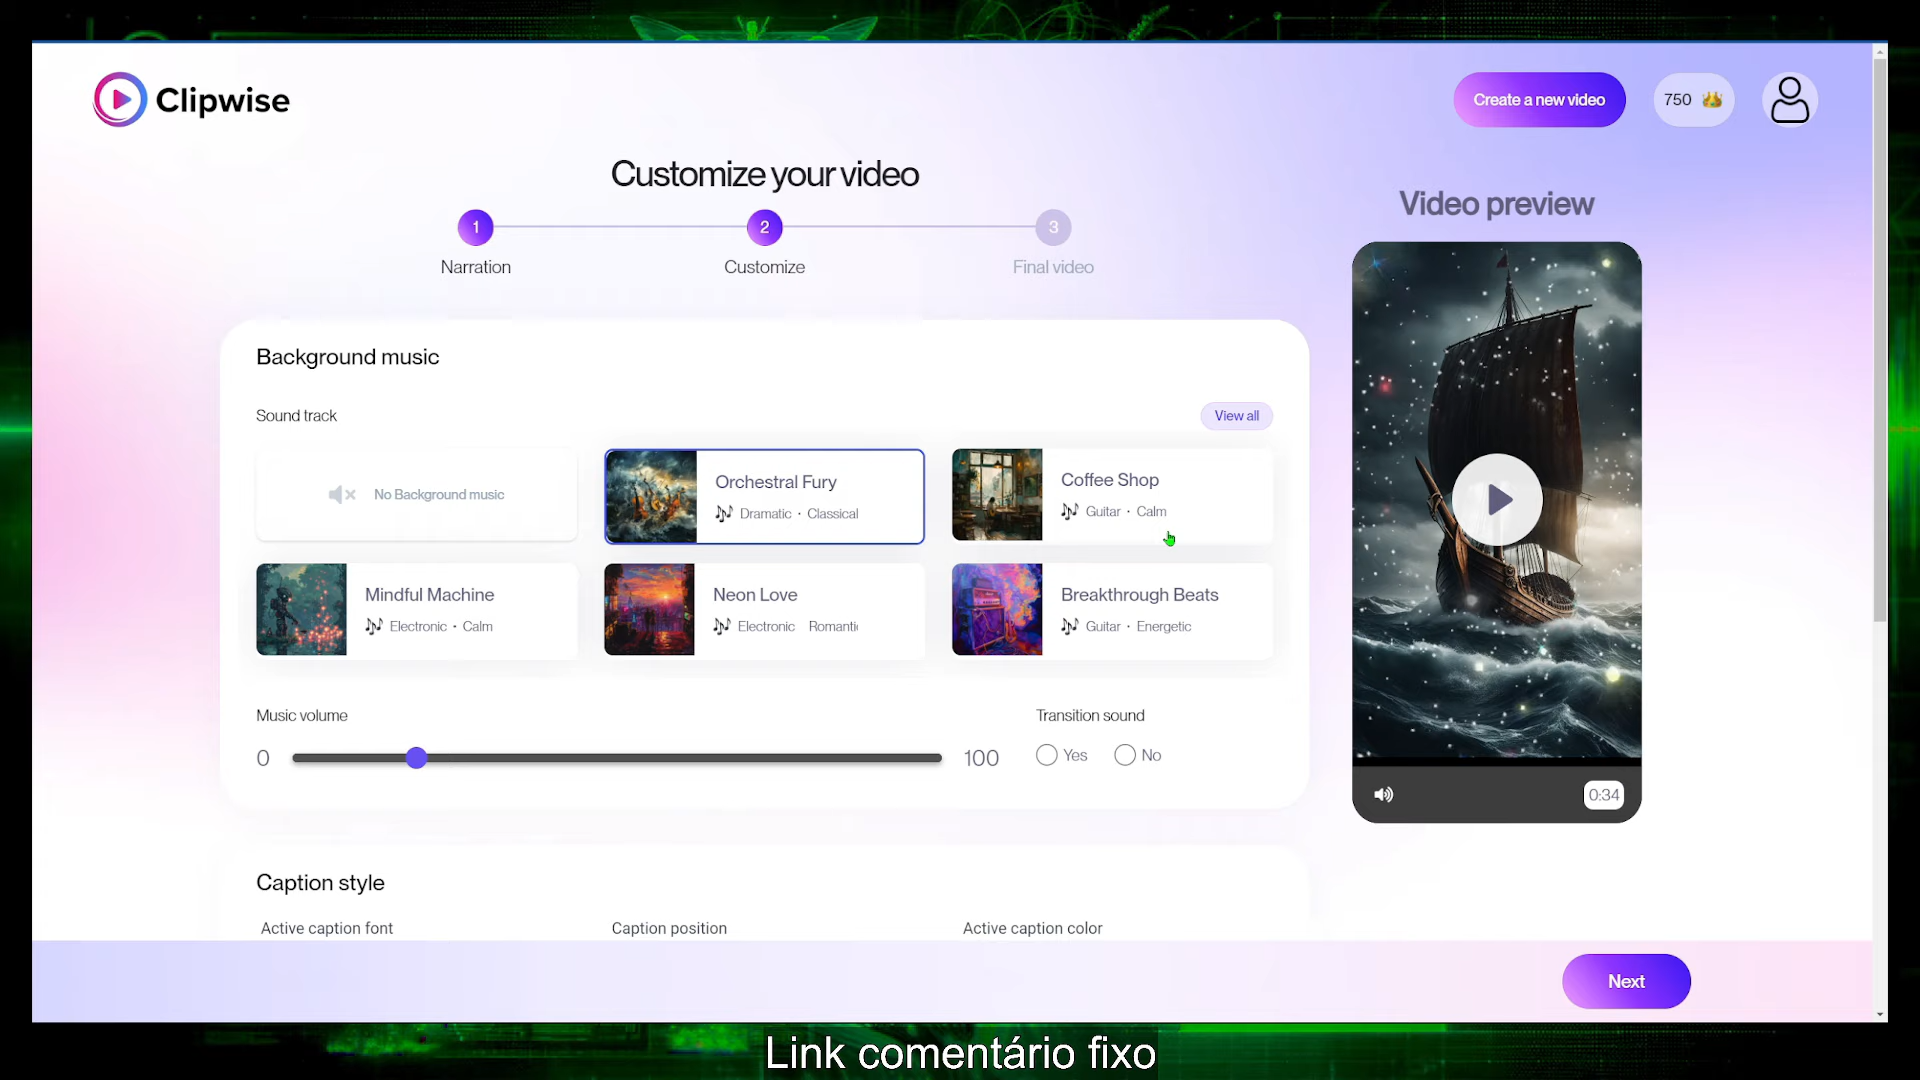 Clipwise
Create a new video
750
Customize your video
1
2
3
Narration
Customize
Final video
Video preview
Background music
Sound track
View all
No Background music
Orchestral Fury
Dramatic • Classical
Coffee Shop
Guitar • Calm
Mindful Machine
Electronic • Calm
Neon Love
Electronic Romantic
Breakthrough Beats
Guitar • Energetic
Music volume
0
100
Transition sound
Yes
No
0:34
Caption style
Active caption font
Caption position
Active caption color
Next
Link comentário fixo